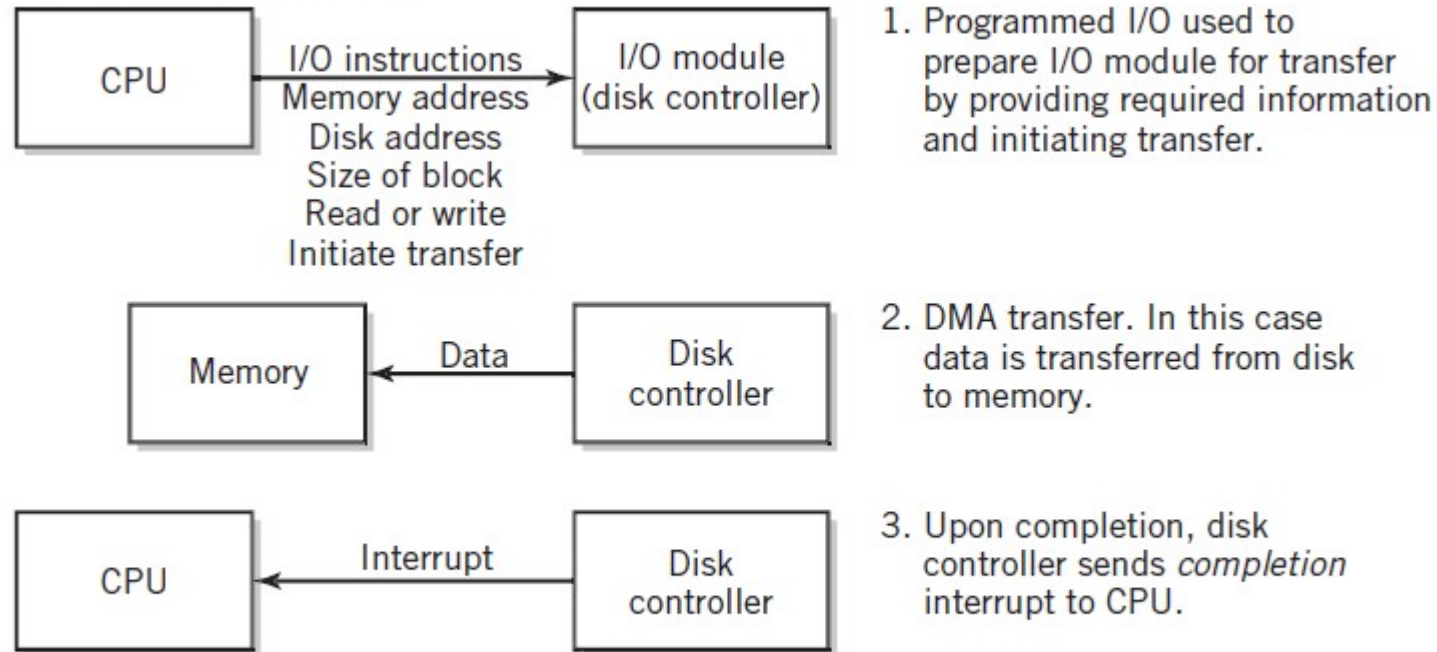 CPU
I/O instructions
Memory address
Disk address
Size of block
Read or write
Initiate transfer
I/O module
(disk controller)
1. Programmed I/O used to
prepare I/O module for transfer
by providing required information
and initiating transfer.
Memory
Data
Disk
controller
2. DMA transfer. In this case
data is transferred from disk
to memory.
CPU
Interrupt
Disk
controller
3. Upon completion, disk
controller sends completion
interrupt to CPU.